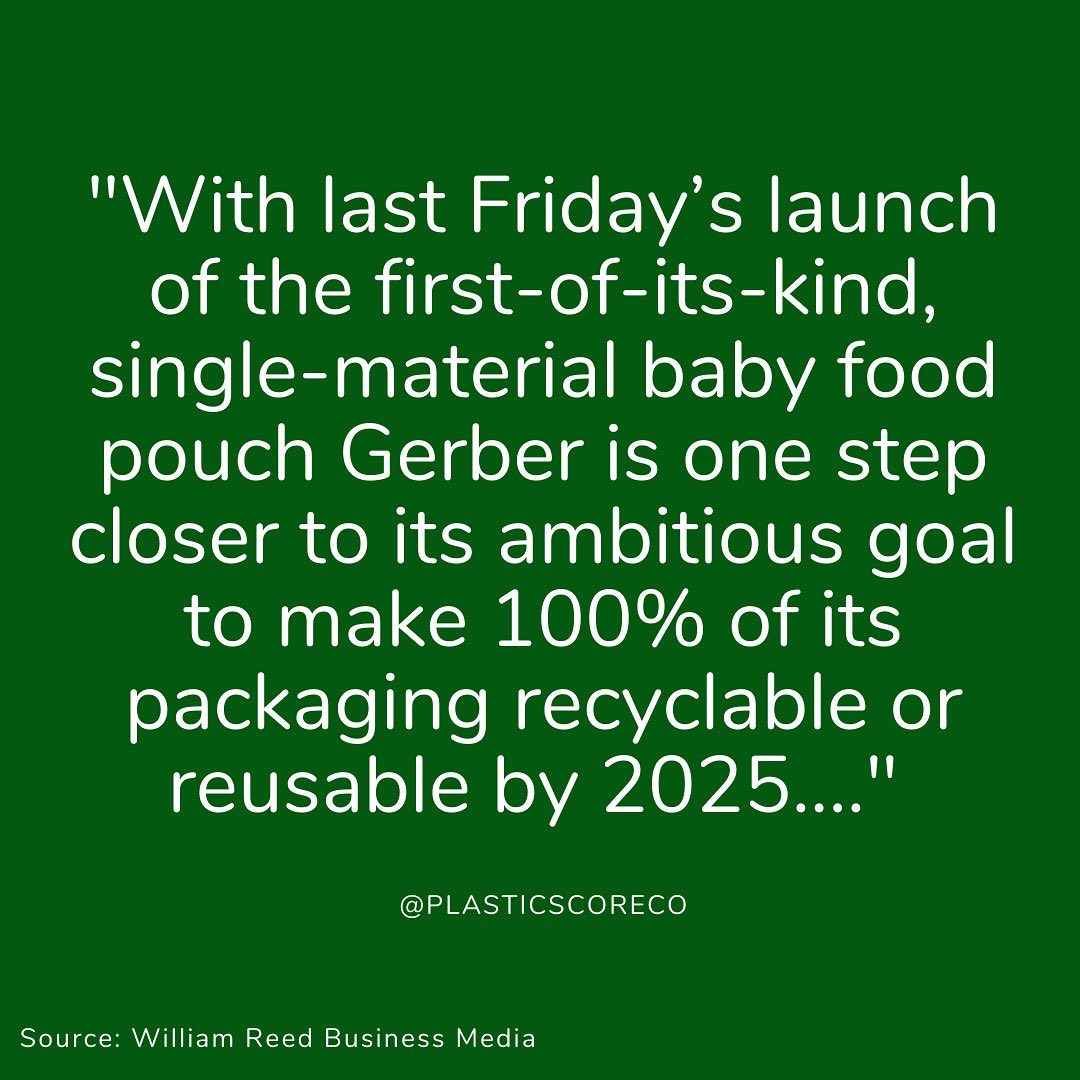 "With last Friday’s launch
of the first-of-its-kind,
single-material baby food
pouch Gerber is one step
closer to its ambitious goal
to make 100% of its
packaging recyclable or
reusable by 2025...."
@PLASTICSCORECO
Source: William Reed Business Media